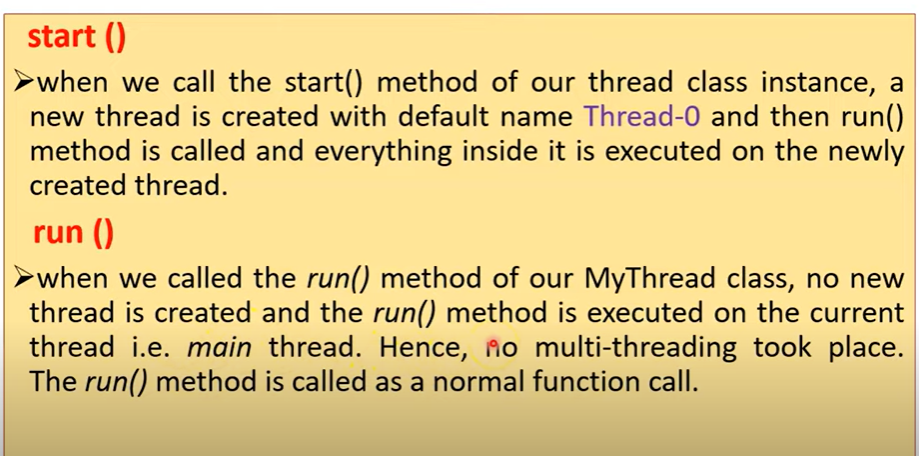 start ()
➢when we call the start() method of our thread class instance, a
new thread is created with default name Thread-0 and then run()
method is called and everything inside it is executed on the newly
created thread.
run ()
➢when we called the run() method of our MyThread class, no new
thread is created and the run() method is executed on the current
thread i.e. main thread. Hence, no multi-threading took place.
The run() method is called as a normal function call.